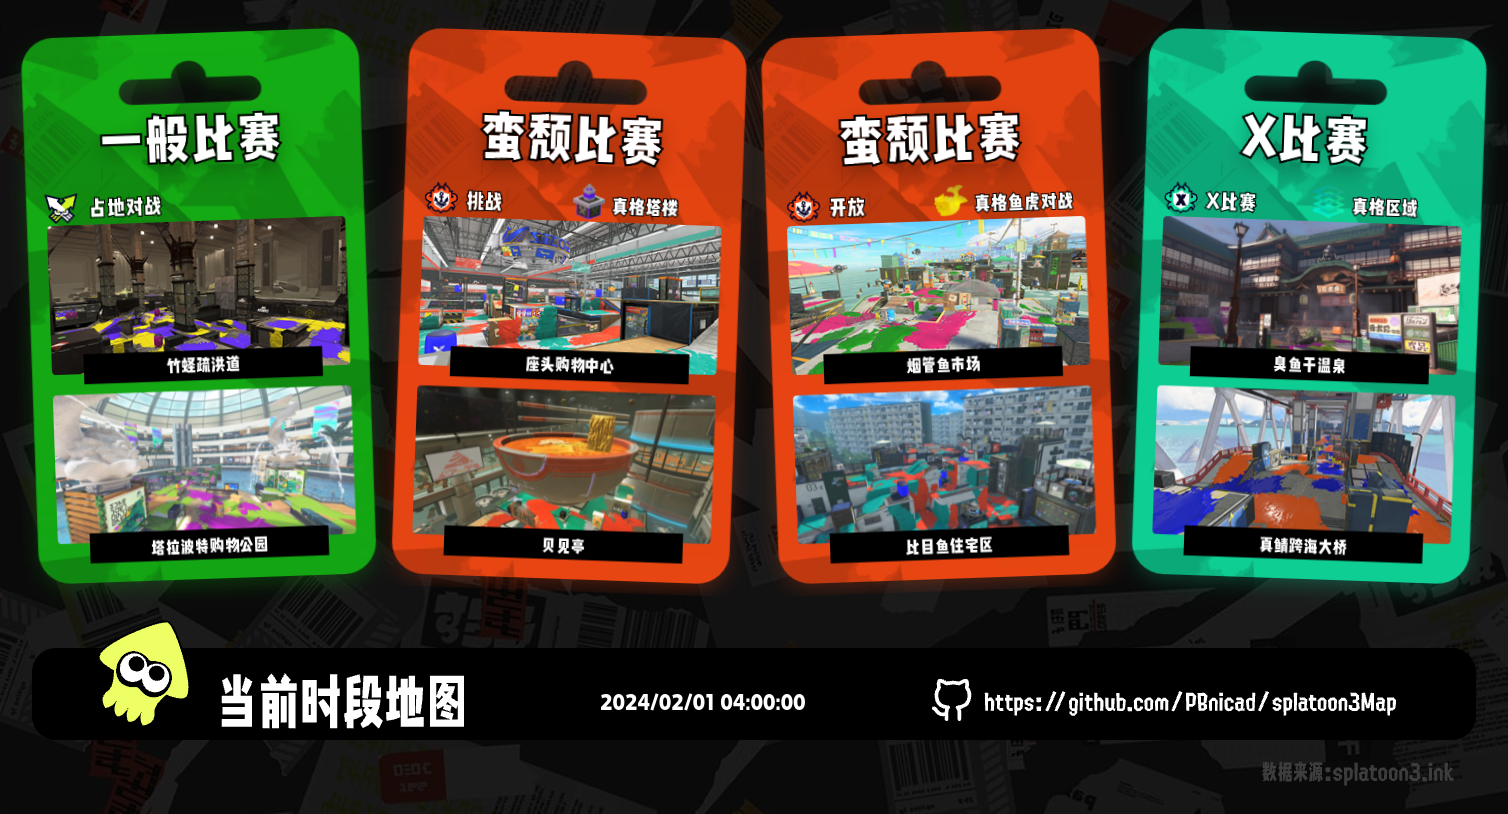 一般比赛
占地对战
竹蛏疏洪道
塔拉波特购物公园
蛮颓比赛
挑战
真格塔楼
座头购物中心
贝见亭
蛮颓比赛
开放
真格鱼虎对战
烟管鱼市场
比目鱼住宅区
X比赛
X比赛
真格区域
臭鱼干温泉
真鲭跨海大桥
当前时段地图
2024/02/01 04:00:00
https://github.com/PBnicad/splatoon3Map
数据来源:splatoon3.ink